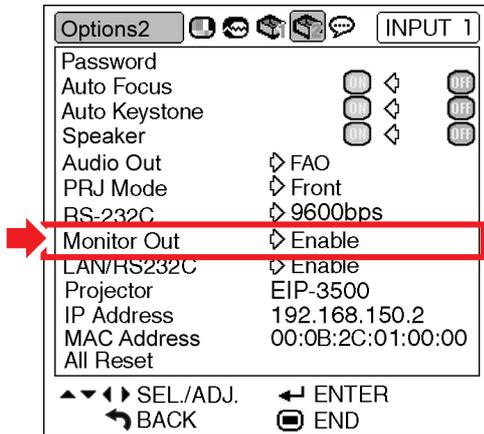 Options2 INPUT 1
Password
Auto Focus ON OFF
Auto Keystone ON OFF
Speaker ON OFF
Audio Out FAO
PRJ Mode Front
RS-232C 9600bps
Monitor Out Enable
LAN/RS232C Enable
Projector EIP-3500
IP Address 192.168.150.2
MAC Address 00:0B:2C:01:00:00
All Reset
SEL./ADJ. ENTER
BACK END